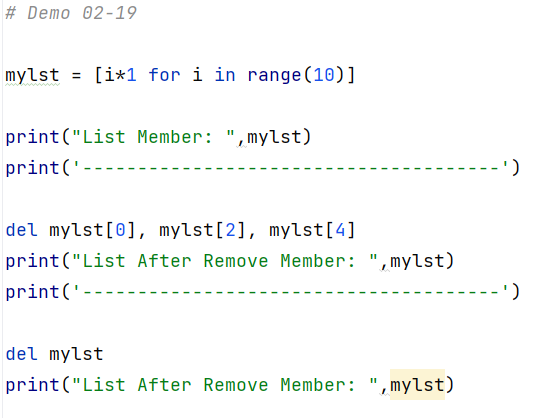 # Demo 02-19
mylst = [i*1 for i in range(10)]
print("List Member: ",mylst)
print('--------------------------------------')
del mylst[0], mylst[2], mylst[4]
print("List After Remove Member: ",mylst)
print('--------------------------------------')
del mylst
print("List After Remove Member: ",mylst)